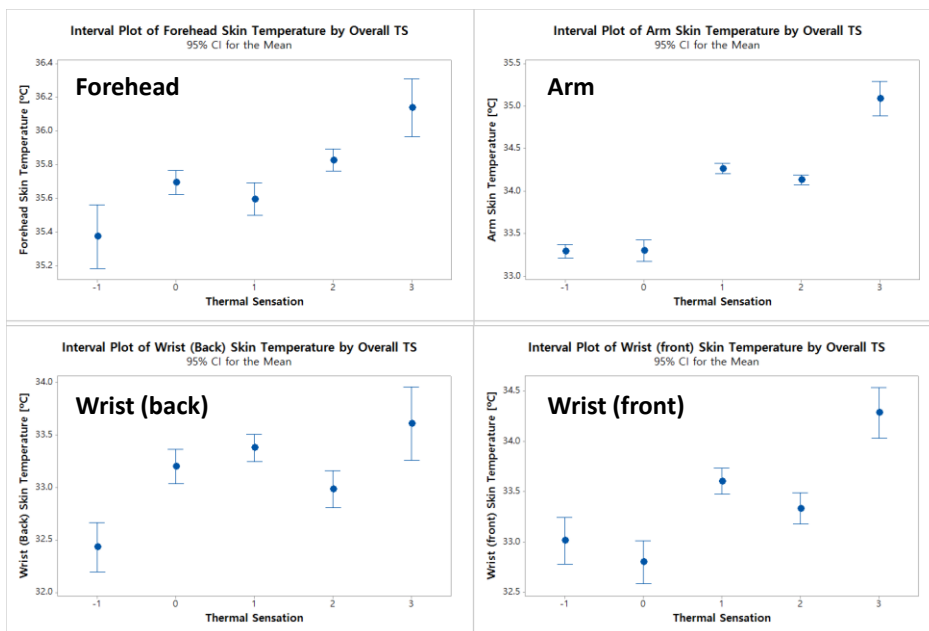 Interval Plot of Forehead Skin Temperature by Overall TS
95% CI for the Mean
Forehead
Forehead Skin Temperature [ºC]
36.4
36.2
36.0
35.8
35.6
35.4
35.2
-1 0 1 2 3
Thermal Sensation
Interval Plot of Arm Skin Temperature by Overall TS
95% CI for the Mean
Arm
Arm Skin Temperature [ºC]
35.5
35.0
34.5
34.0
33.5
33.0
-1 0 1 2 3
Thermal Sensation
Interval Plot of Wrist (Back) Skin Temperature by Overall TS
95% CI for the Mean
Wrist (back)
Wrist (Back) Skin Temperature [ºC]
34.0
33.5
33.0
32.5
32.0
-1 0 1 2 3
Thermal Sensation
Interval Plot of Wrist (front) Skin Temperature by Overall TS
95% CI for the Mean
Wrist (front)
Wrist (front) Skin Temperature [ºC]
34.5
34.0
33.5
33.0
32.5
-1 0 1 2 3
Thermal Sensation